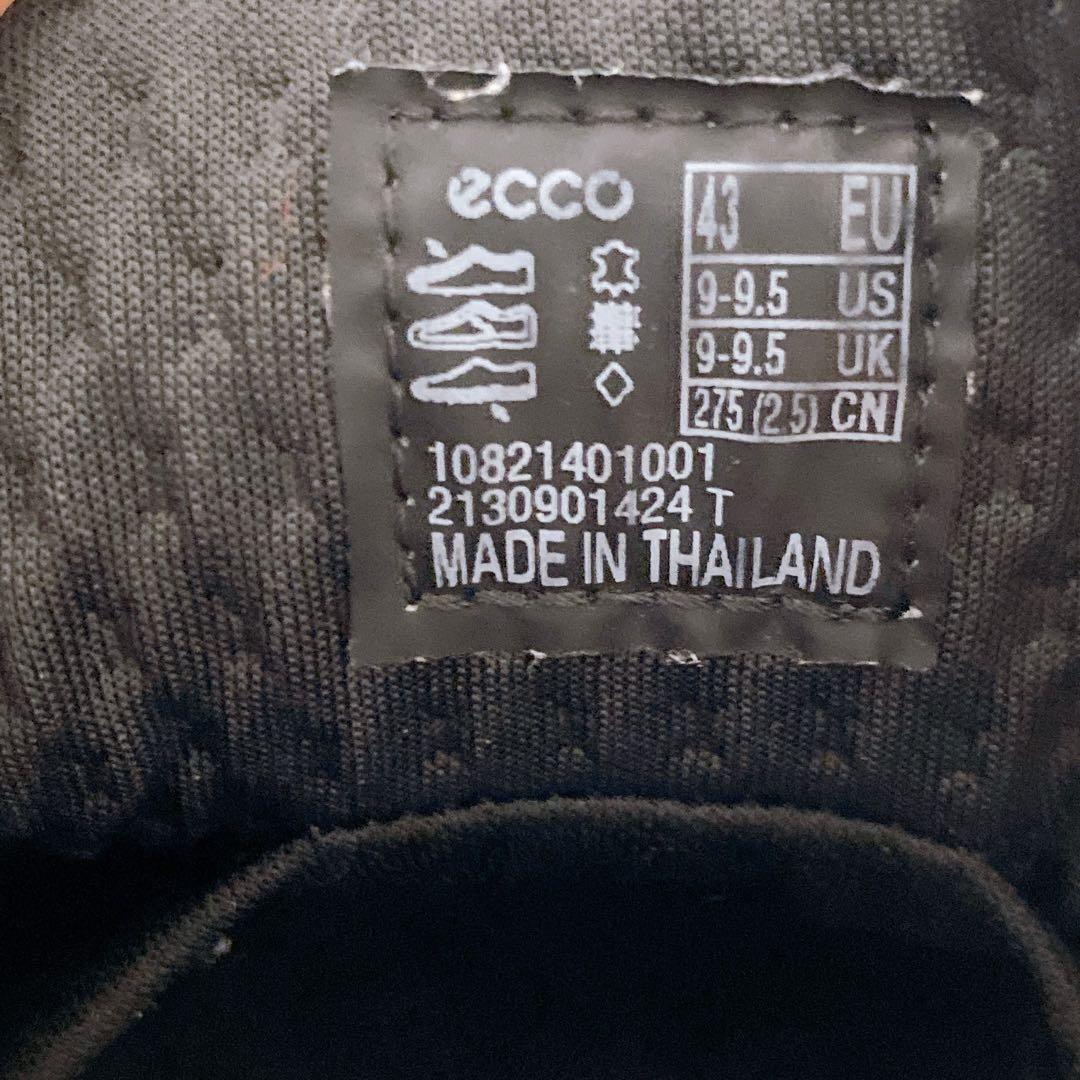 ecco
43 EU
9-9.5 US
9-9.5 UK
275 (2.5) CN
10821401001
2130901424 T
MADE IN THAILAND